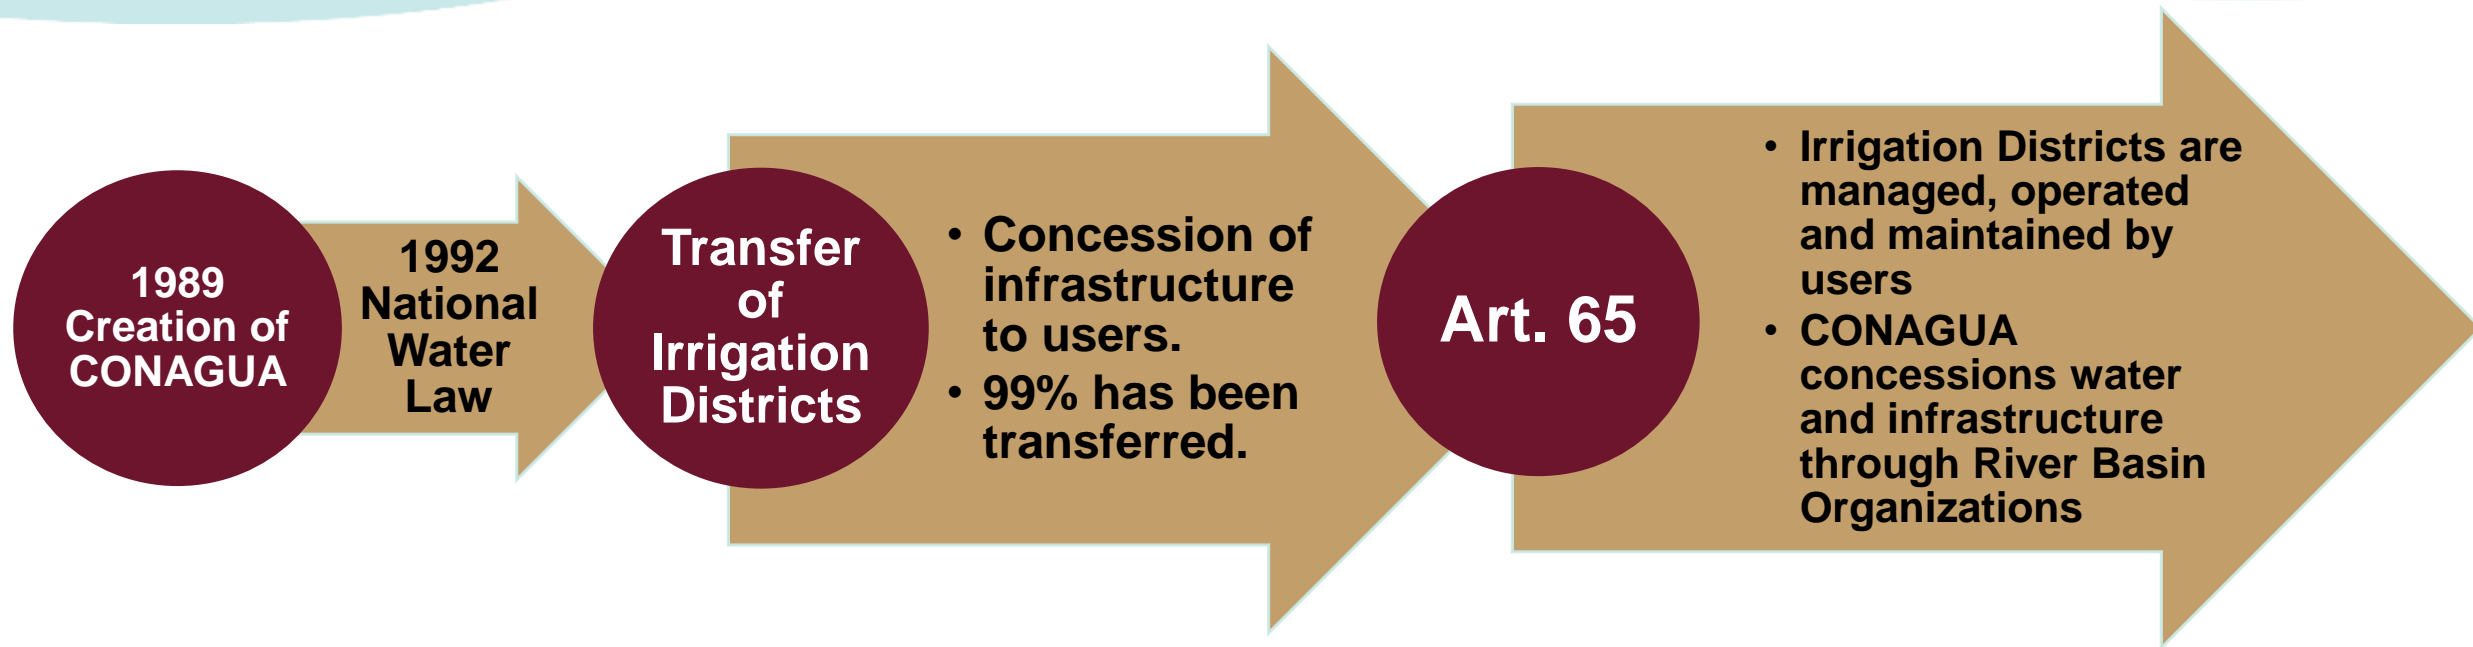 1989
Creation of
CONAGUA
1992
National
Water
Law
Transfer
of
Irrigation
Districts
• Concession of
infrastructure
to users.
• 99% has been
transferred.
Art. 65
• Irrigation Districts are
managed, operated
and maintained by
users
• CONAGUA
concessions water
and infrastructure
through River Basin
Organizations